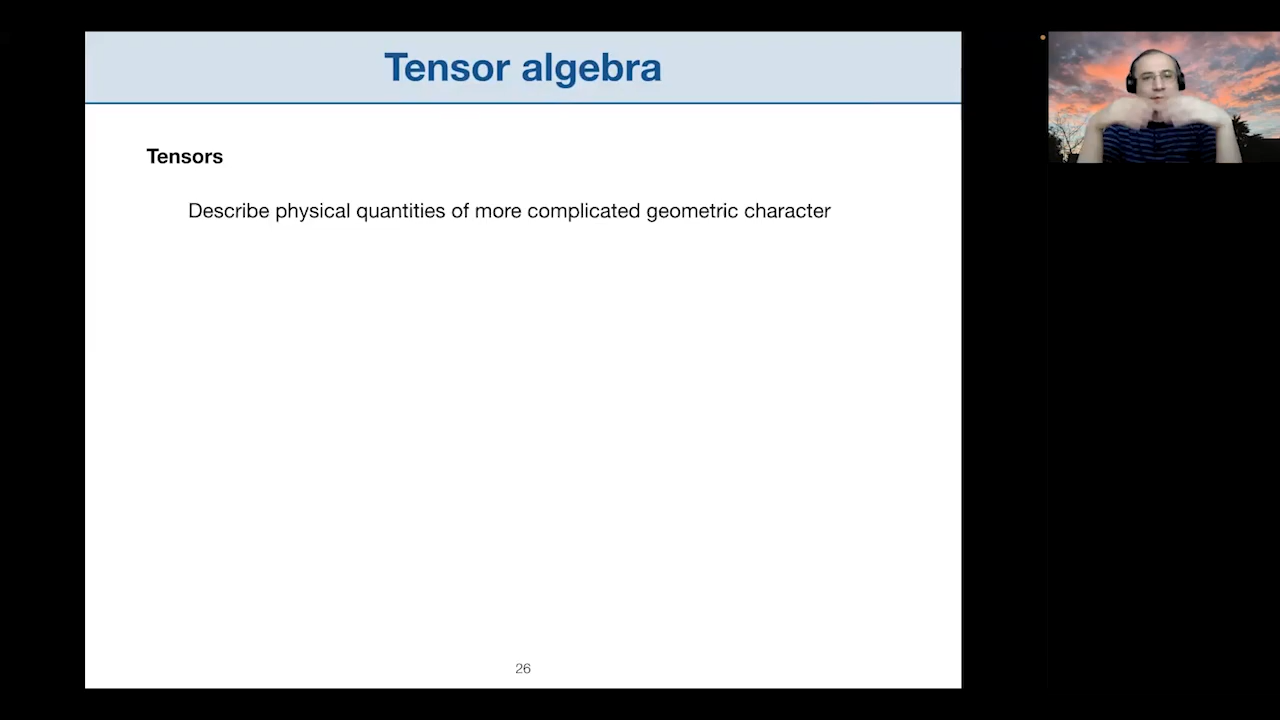 Tensor algebra
Tensors
Describe physical quantities of more complicated geometric character
26